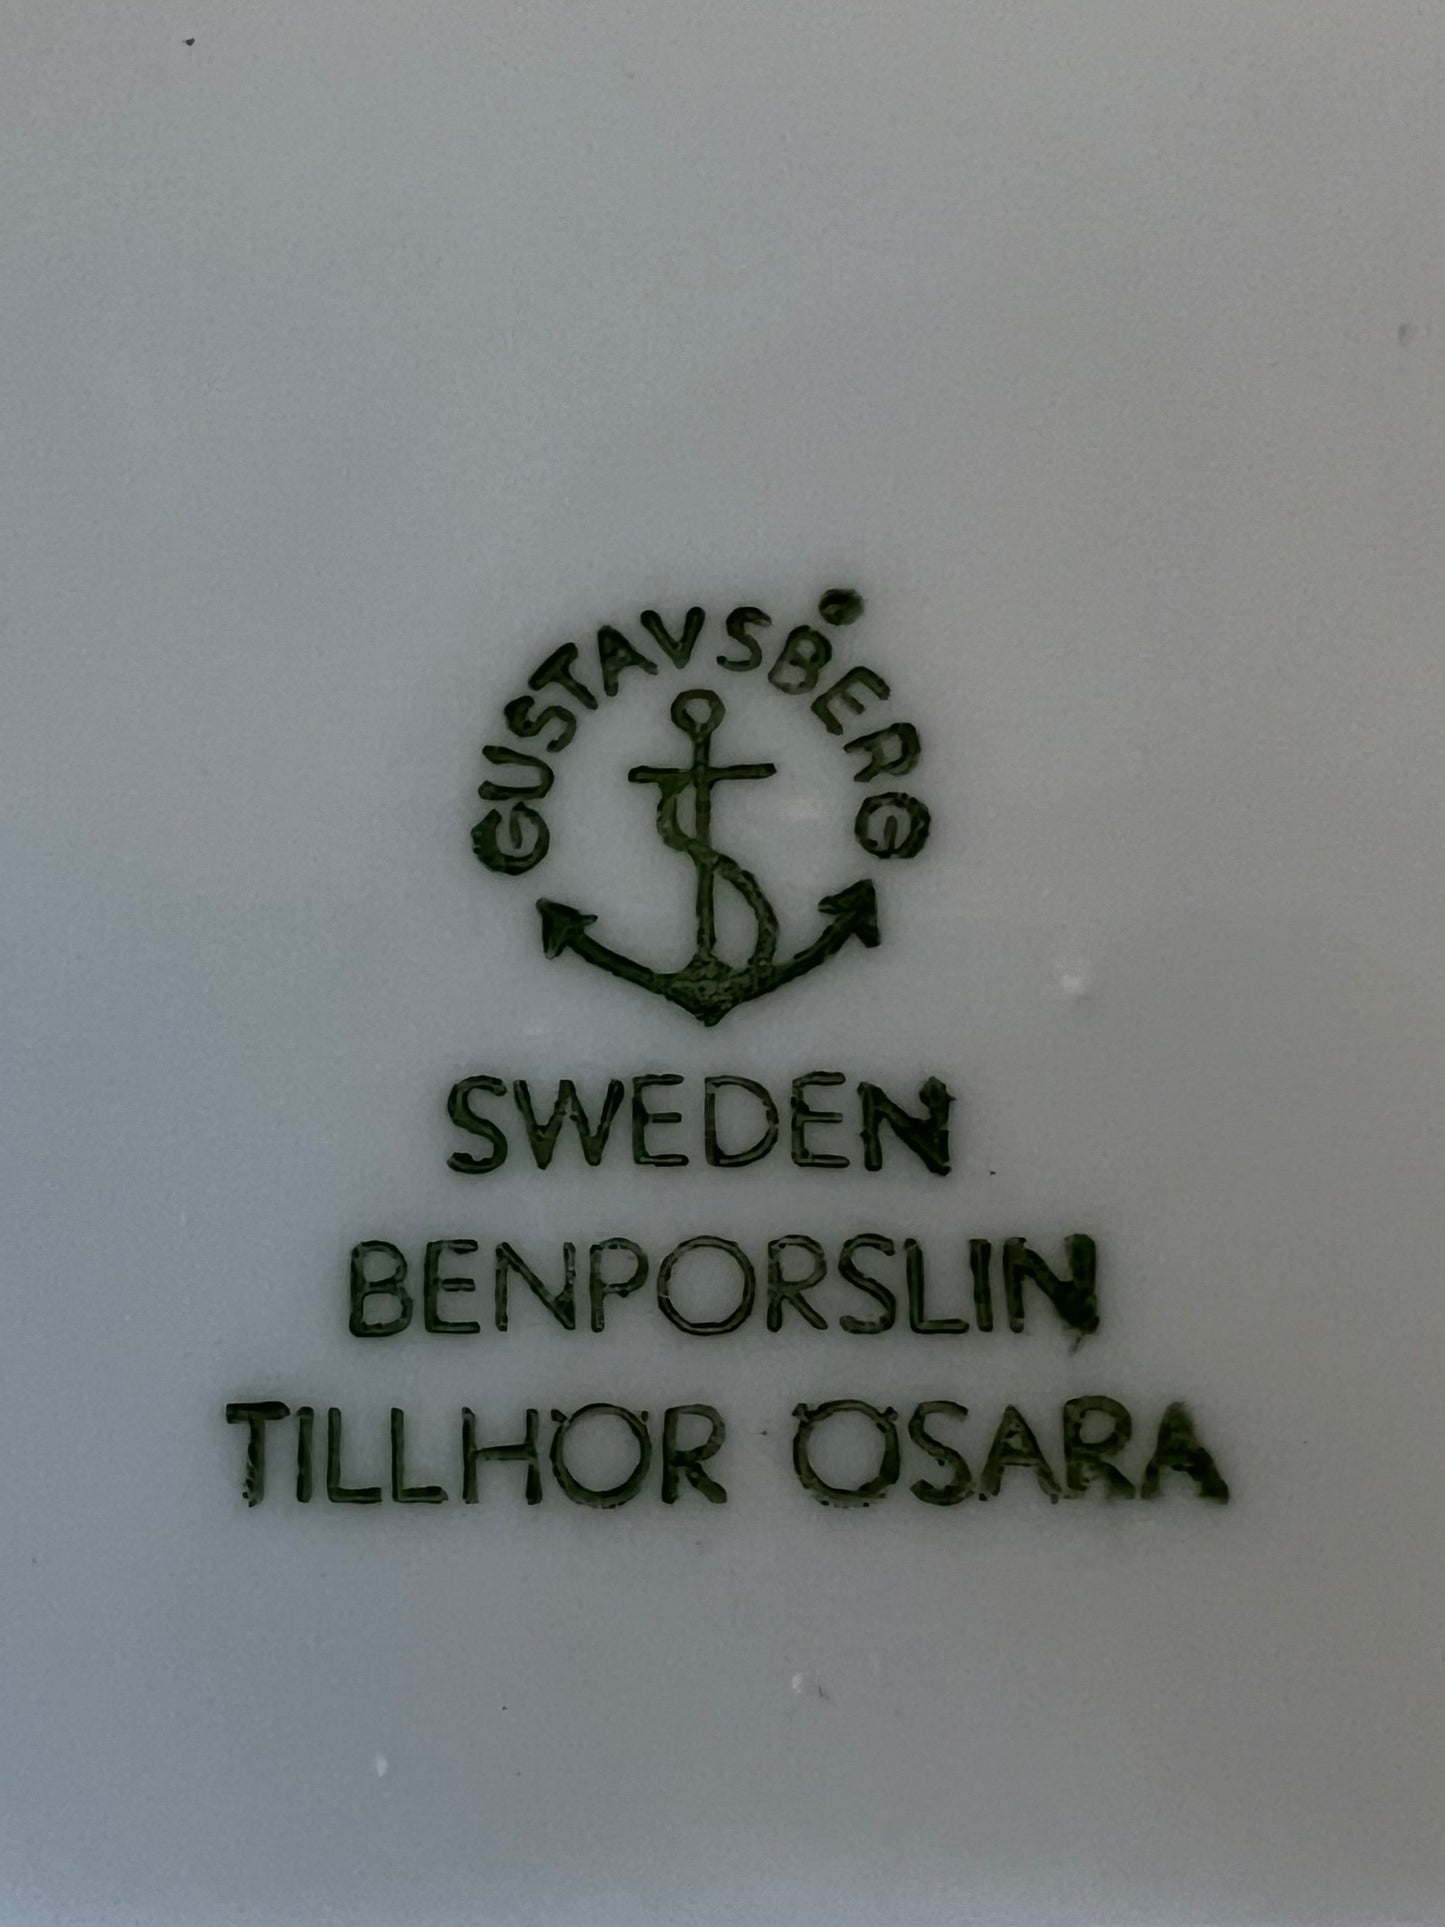 GUSTAVSBERG
SWEDEN
BENPORSLIN
TILLHÖR ÖSARA